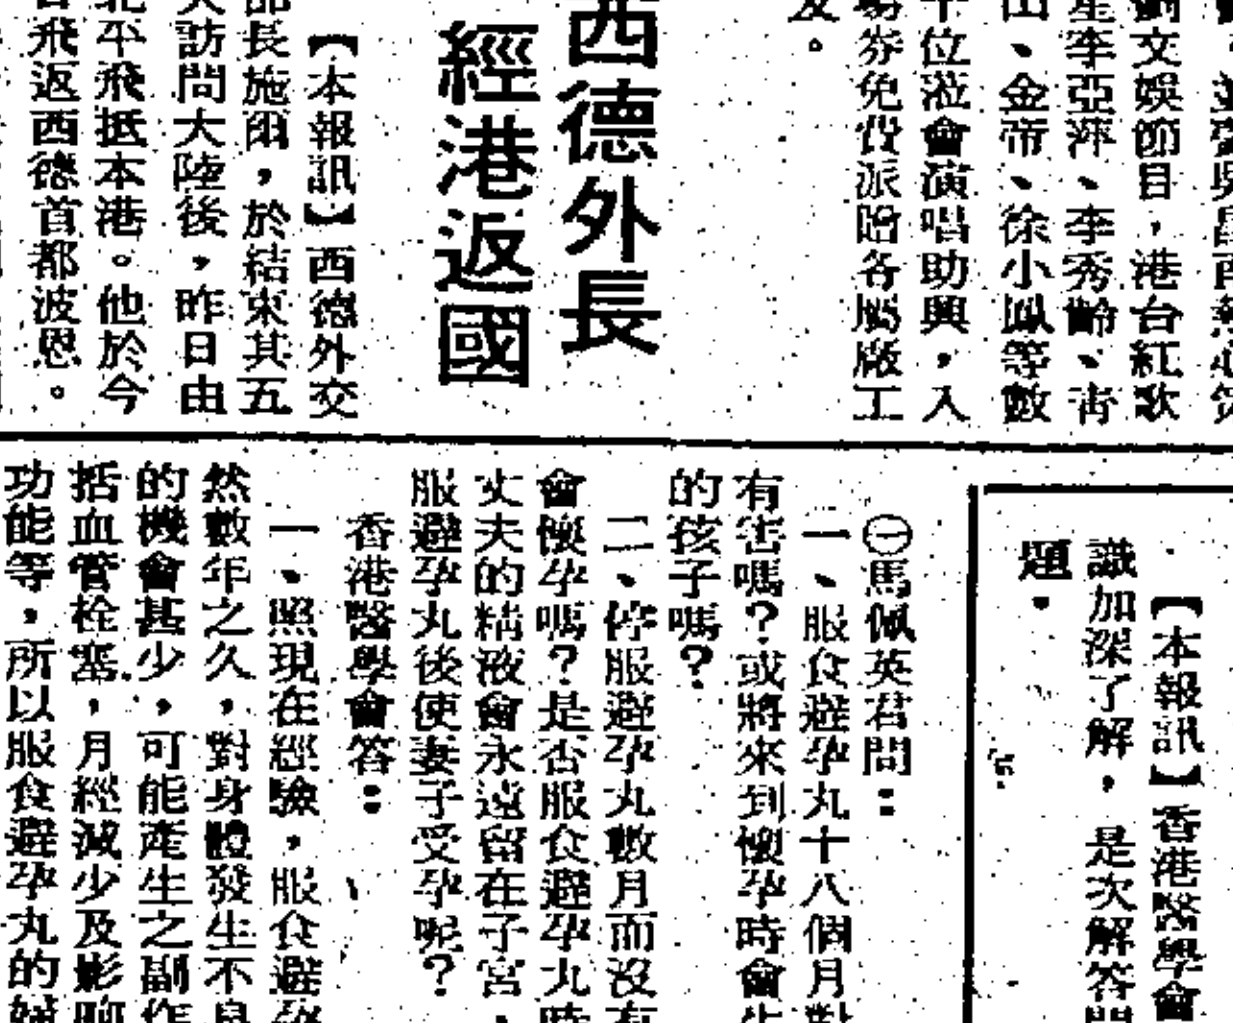 劉文娛節目，港台紅歌
星李亞萍、李秀齡、青
山、金帝、徐小鳳等數
十位蒞會演唱助興，入
場券免費派贈各屬廠工
友。
西德外長
經港返國
【本報訊】西德外交
部長施爾，於結束其五
天訪問大陸後，昨日由
北平飛抵本港。他於今
日飛返西德首都波恩。
【本報訊】香港醫學會
識加深了解，是次解答問
題。
㊀馬佩英君問：
一、服食避孕丸十八個月對
有害嗎？或將來到懷孕時會生
的孩子嗎？
二、停服避孕丸數月而沒有
會懷孕嗎？是否服食避孕丸時
丈夫的精液會永遠留在子宮，
服避孕丸後使妻子受孕呢？
香港醫學會答：
一、照現在經驗，服食避孕
然數年之久，對身體發生不良
的機會甚少，可能產生之副作
括血管栓塞，月經減少及影响
功能等，所以服食避孕丸的婦